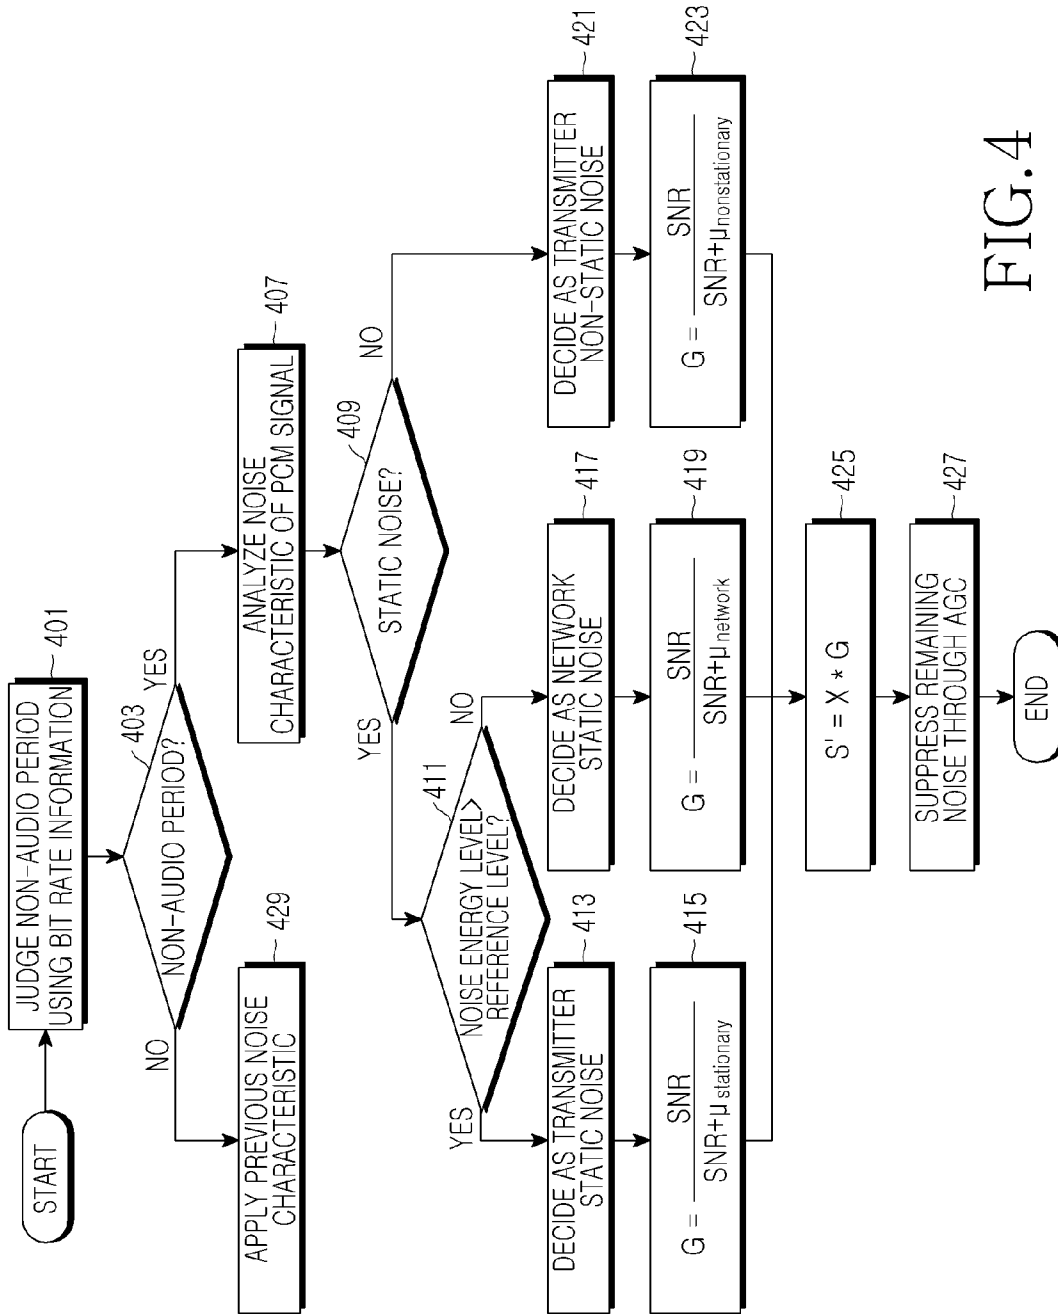 START
JUDGE NON-AUDIO PERIOD
USING BIT RATE INFORMATION
401
403
NON-AUDIO PERIOD?
NO
YES
APPLY PREVIOUS NOISE
CHARACTERISTIC
429
ANALYZE NOISE
CHARACTERISTIC OF PCM SIGNAL
407
409
STATIC NOISE?
YES
NO
411
NOISE ENERGY LEVEL>
REFERENCE LEVEL?
YES
NO
DECIDE AS TRANSMITTER
STATIC NOISE
413
DECIDE AS NETWORK
STATIC NOISE
417
DECIDE AS TRANSMITTER
NON-STATIC NOISE
421
G = SNR / SNR+μstationary
415
G = SNR / SNR+μnetwork
419
G = SNR / SNR+μnonstationary
423
S' = X * G
425
SUPPRESS REMAINING
NOISE THROUGH AGC
427
END
FIG.4